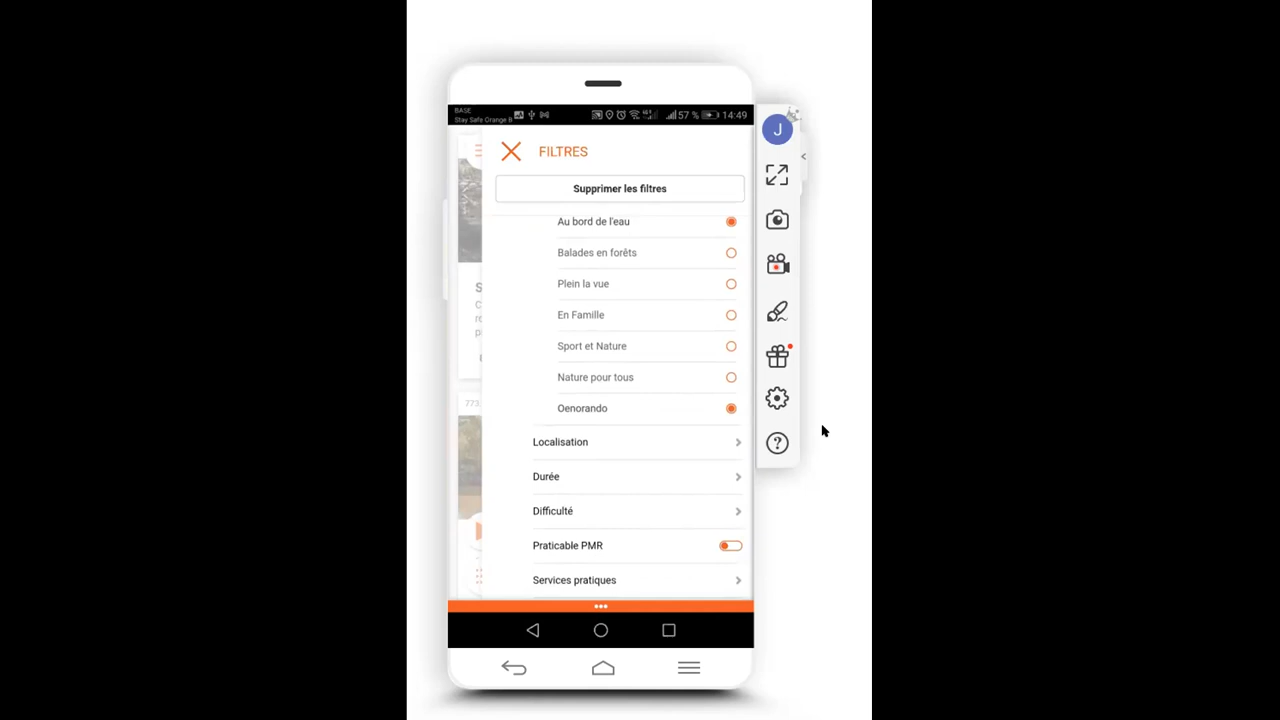 BASE
Stay Safe Orange B
57 % 14:49
J
FILTRES
Supprimer les filtres
Au bord de l'eau
Balades en forêts
Plein la vue
En Famille
Sport et Nature
Nature pour tous
Oenorando
Localisation
Durée
Difficulté
Praticable PMR
Services pratiques
S
C
p
773
?